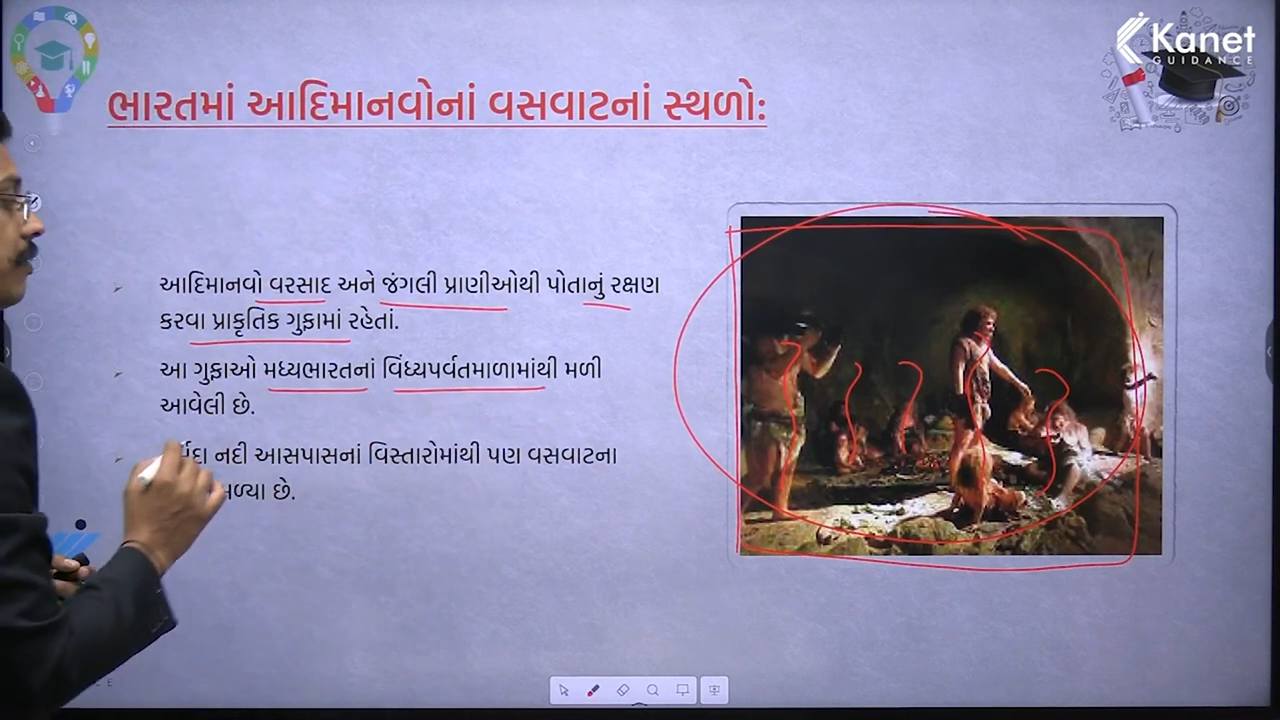 Kanet
GUIDANCE
ભારતમાં આદિમાનવોનાં વસવાટનાં સ્થળો:
આદિમાનવો વરસાદ અને જંગલી પ્રાણીઓથી પોતાનું રક્ષણ
કરવા પ્રાકૃતિક ગુફામાં રહેતાં.
આ ગુફાઓ મધ્યભારતનાં વિંધ્યપર્વતમાળામાંથી મળી
આવેલી છે.
નદી આસપાસનાં વિસ્તારોમાંથી પણ વસવાટના
છે.